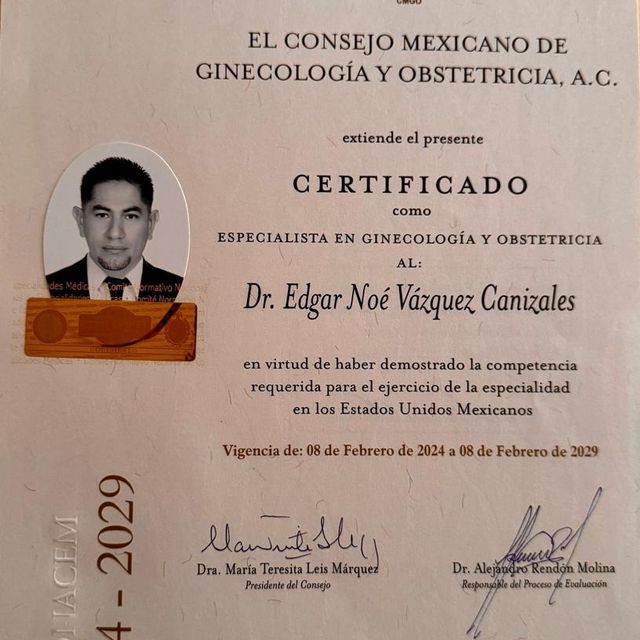 CMGO
EL CONSEJO MEXICANO DE
GINECOLOGÍA Y OBSTETRICIA, A.C.
extiende el presente
CERTIFICADO
como
ESPECIALISTA EN GINECOLOGÍA Y OBSTETRICIA
AL:
Dr. Edgar Noé Vázquez Canizales
en virtud de haber demostrado la competencia
requerida para el ejercicio de la especialidad
en los Estados Unidos Mexicanos
Vigencia de: 08 de Febrero de 2024 a 08 de Febrero de 2029
Dra. María Teresita Leis Márquez
Presidente del Consejo
Dr. Alejandro Rendón Molina
Responsable del Proceso de Evaluación
4 - 2029